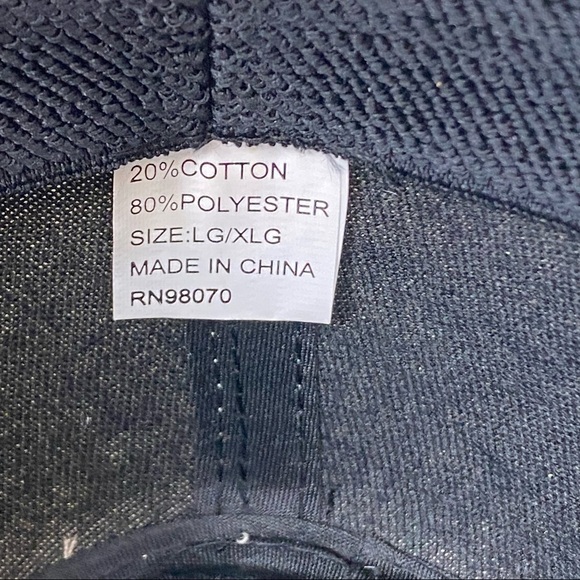 20%COTTON
80%POLYESTER
SIZE:LG/XLG
MADE IN CHINA
RN98070